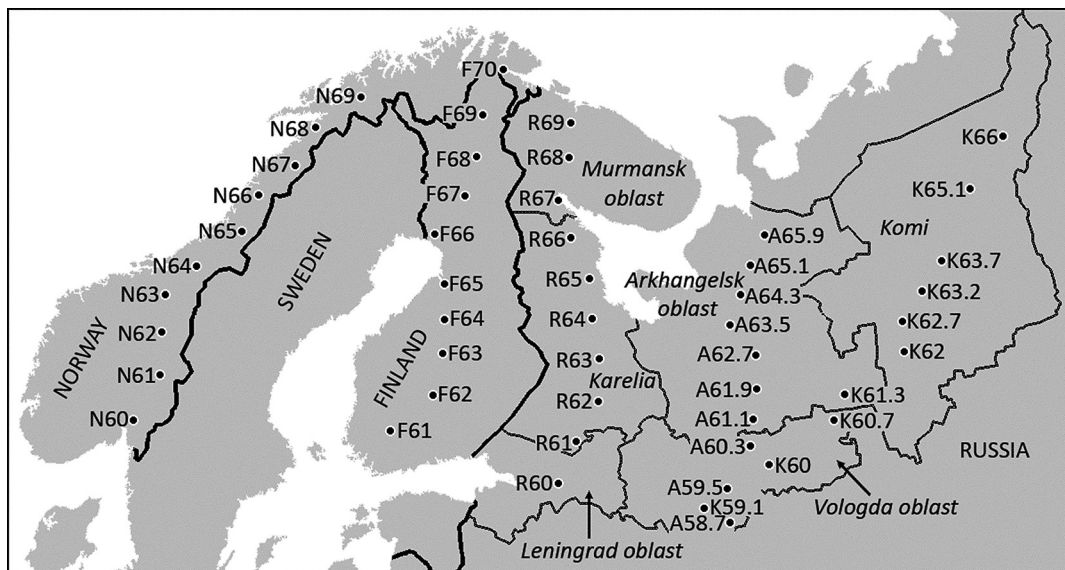 F70
N69
F69
N68
R69
K66
F68
R68
N67
Murmansk
oblast
K65.1
N66
F67
R67
Komi
N65
F66
R66
A65.9
SWEDEN
N64
A65.1
K63.7
N63
F65
R65
Arkhangelsk
oblast
A64.3
K63.2
N62
F64
R64
A63.5
K62.7
NORWAY
FINLAND
F63
R63
Karelia
A62.7
K62
N61
F62
R62
A61.9
K61.3
N60
F61
R61
A61.1
K60.7
A60.3
K60
RUSSIA
R60
A59.5
K59.1
A58.7
Vologda oblast
Leningrad oblast